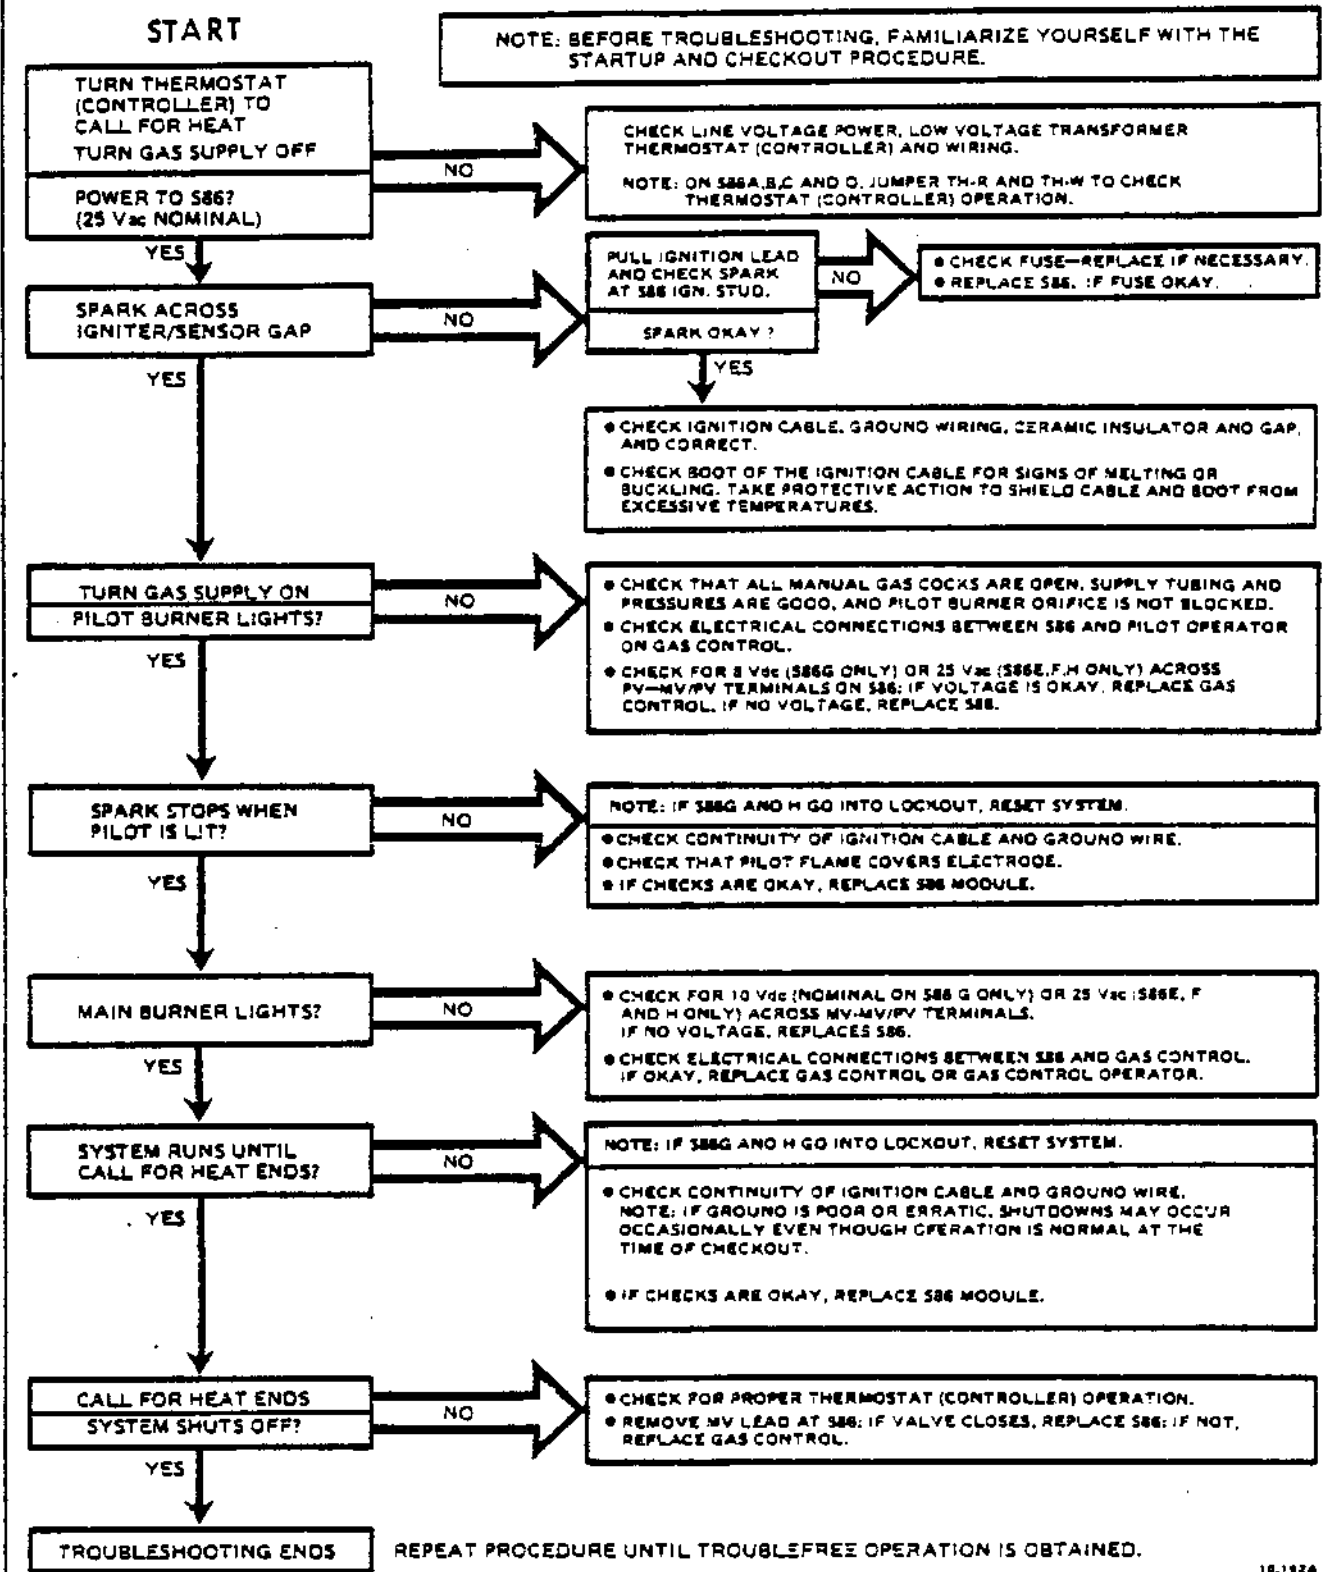 START
NOTE: BEFORE TROUBLESHOOTING, FAMILIARIZE YOURSELF WITH THE
STARTUP AND CHECKOUT PROCEDURE.
TURN THERMOSTAT
(CONTROLLER) TO
CALL FOR HEAT
TURN GAS SUPPLY OFF
POWER TO S86?
(25 Vac NOMINAL)
NO
CHECK LINE VOLTAGE POWER, LOW VOLTAGE TRANSFORMER
THERMOSTAT (CONTROLLER) AND WIRING.
NOTE: ON S86A,B,C AND D, JUMPER TH-R AND TH-W TO CHECK
THERMOSTAT (CONTROLLER) OPERATION.
YES
SPARK ACROSS
IGNITER/SENSOR GAP
NO
PULL IGNITION LEAD
AND CHECK SPARK
AT S86 IGN. STUD.
SPARK OKAY ?
NO
● CHECK FUSE—REPLACE IF NECESSARY.
● REPLACE S86, IF FUSE OKAY.
YES
YES
● CHECK IGNITION CABLE, GROUND WIRING, CERAMIC INSULATOR AND GAP,
AND CORRECT.
● CHECK BOOT OF THE IGNITION CABLE FOR SIGNS OF MELTING OR
BUCKLING. TAKE PROTECTIVE ACTION TO SHIELD CABLE AND BOOT FROM
EXCESSIVE TEMPERATURES.
TURN GAS SUPPLY ON
PILOT BURNER LIGHTS?
NO
● CHECK THAT ALL MANUAL GAS COCKS ARE OPEN, SUPPLY TUBING AND
PRESSURES ARE GOOD, AND PILOT BURNER ORIFICE IS NOT BLOCKED.
● CHECK ELECTRICAL CONNECTIONS BETWEEN S86 AND PILOT OPERATOR
ON GAS CONTROL.
● CHECK FOR 8 Vdc (S86G ONLY) OR 25 Vac (S86E,F,H ONLY) ACROSS
PV—MV/PV TERMINALS ON S86; IF VOLTAGE IS OKAY, REPLACE GAS
CONTROL, IF NO VOLTAGE, REPLACE S86.
YES
SPARK STOPS WHEN
PILOT IS LIT?
NO
NOTE: IF S86G AND H GO INTO LOCKOUT, RESET SYSTEM.
● CHECK CONTINUITY OF IGNITION CABLE AND GROUND WIRE.
● CHECK THAT PILOT FLAME COVERS ELECTRODE.
● IF CHECKS ARE OKAY, REPLACE S86 MODULE.
YES
MAIN BURNER LIGHTS?
NO
● CHECK FOR 10 Vdc (NOMINAL ON S86 G ONLY) OR 25 Vac (S86E, F
AND H ONLY) ACROSS MV-MV/PV TERMINALS.
IF NO VOLTAGE, REPLACES S86.
● CHECK ELECTRICAL CONNECTIONS BETWEEN S86 AND GAS CONTROL.
IF OKAY, REPLACE GAS CONTROL OR GAS CONTROL OPERATOR.
YES
SYSTEM RUNS UNTIL
CALL FOR HEAT ENDS?
NO
NOTE: IF S86G AND H GO INTO LOCKOUT, RESET SYSTEM.
● CHECK CONTINUITY OF IGNITION CABLE AND GROUND WIRE.
NOTE: IF GROUND IS POOR OR ERRATIC, SHUTDOWNS MAY OCCUR
OCCASIONALLY EVEN THOUGH OPERATION IS NORMAL AT THE
TIME OF CHECKOUT.
● IF CHECKS ARE OKAY, REPLACE S86 MODULE.
YES
CALL FOR HEAT ENDS
SYSTEM SHUTS OFF?
NO
● CHECK FOR PROPER THERMOSTAT (CONTROLLER) OPERATION.
● REMOVE MV LEAD AT S86; IF VALVE CLOSES, REPLACE S86; IF NOT,
REPLACE GAS CONTROL.
YES
TROUBLESHOOTING ENDS
REPEAT PROCEDURE UNTIL TROUBLEFREE OPERATION IS OBTAINED.